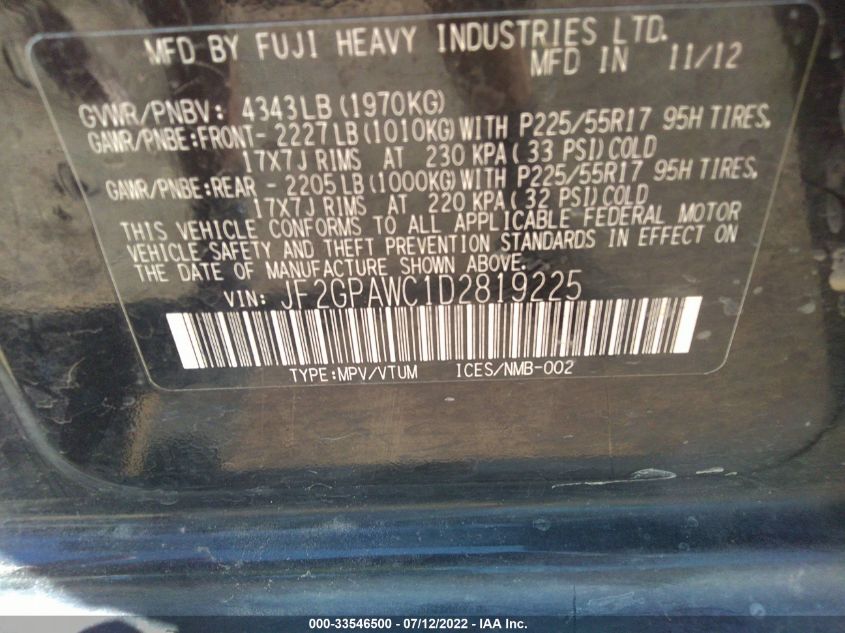 MFD BY FUJI HEAVY INDUSTRIES LTD.
MFD IN 11/12
GVWR/PNBV: 4343LB(1970KG)
GAWR/PNBE:FRONT- 2227LB(1010KG)WITH P225/55R17 95H TIRES,
17X7J RIMS AT 230 KPA(33 PSI)COLD
GAWR/PNBE:REAR - 2205LB(1000KG)WITH P225/55R17 95H TIRES,
17X7J RIMS AT 220 KPA(32 PSI)COLD
THIS VEHICLE CONFORMS TO ALL APPLICABLE FEDERAL MOTOR
VEHICLE SAFETY AND THEFT PREVENTION STANDARDS IN EFFECT ON
THE DATE OF MANUFACTURE SHOWN ABOVE.
VIN: JF2GPAWC1D2819225
TYPE:MPV/VTUM ICES/NMB-002
000-33546500 - 07/12/2022 - IAA Inc.